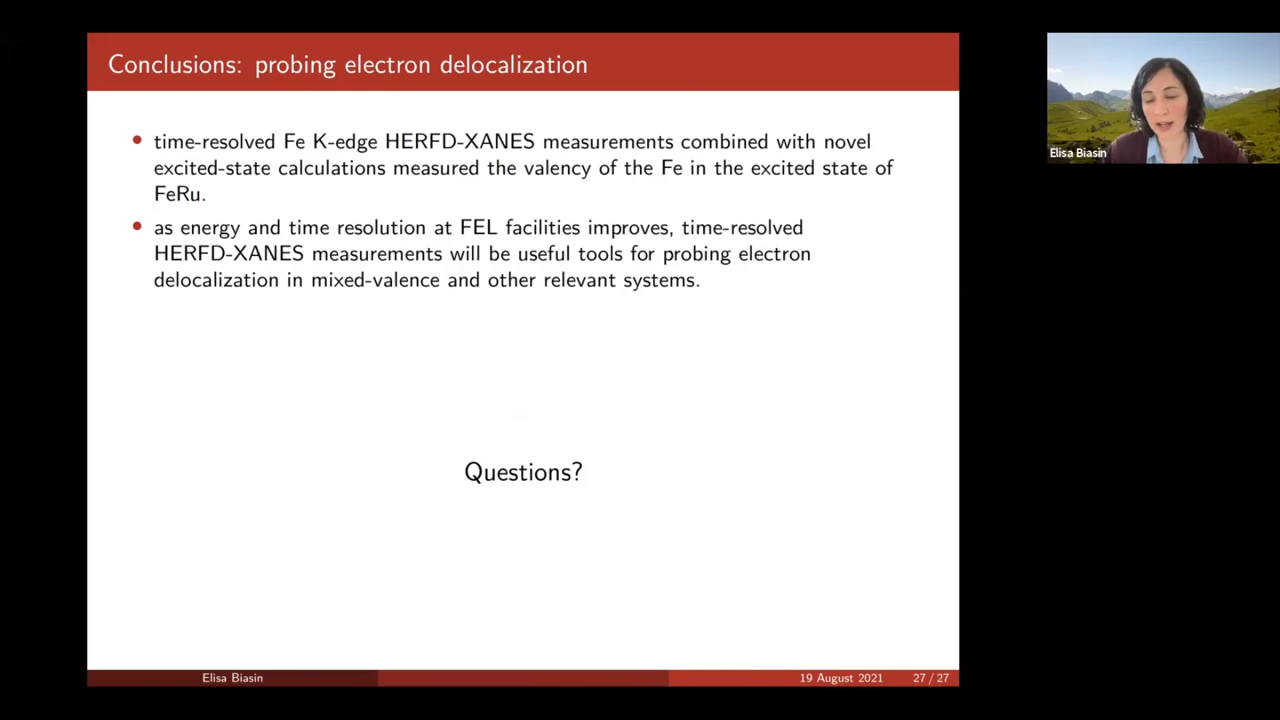 Conclusions: probing electron delocalization
• time-resolved Fe K-edge HERFD-XANES measurements combined with novel
excited-state calculations measured the valency of the Fe in the excited state of
FeRu.
• as energy and time resolution at FEL facilities improves, time-resolved
HERFD-XANES measurements will be useful tools for probing electron
delocalization in mixed-valence and other relevant systems.
Questions?
Elisa Biasin 19 August 2021 27 / 27
Elisa Biasin